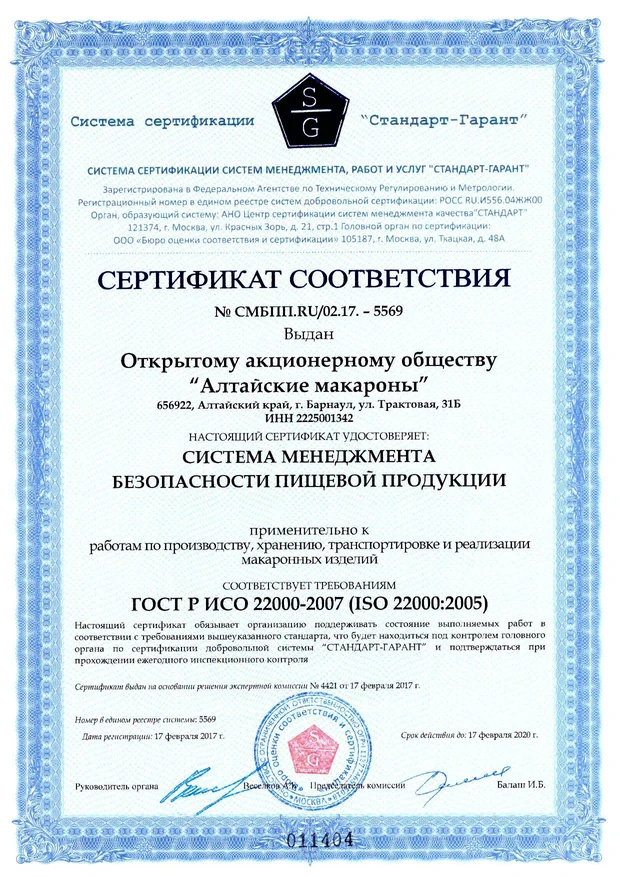 S
G
Система сертификации "Стандарт-Гарант"
СИСТЕМА СЕРТИФИКАЦИИ СИСТЕМ МЕНЕДЖМЕНТА, РАБОТ И УСЛУГ "СТАНДАРТ-ГАРАНТ"
Зарегистрирована в Федеральном Агентстве по Техническому Регулированию и Метрологии.
Регистрационный номер в едином реестре систем добровольной сертификации: РОСС RU.И556.04ЖЖ00
Орган, образующий систему: АНО Центр сертификации систем менеджмента качества"СТАНДАРТ"
121374, г. Москва, ул. Красных Зорь, д. 21, стр.1 Головной орган по сертификации:
ООО «Бюро оценки соответствия и сертификации» 105187, г. Москва, ул. Ткацкая, д. 48А
СЕРТИФИКАТ СООТВЕТСТВИЯ
№ СМБПП.RU/02.17. – 5569
Выдан
Открытому акционерному обществу
"Алтайские макароны"
656922, Алтайский край, г. Барнаул, ул. Трактовая, 31Б
ИНН 2225001342
НАСТОЯЩИЙ СЕРТИФИКАТ УДОСТОВЕРЯЕТ:
СИСТЕМА МЕНЕДЖМЕНТА
БЕЗОПАСНОСТИ ПИЩЕВОЙ ПРОДУКЦИИ
применительно к
работам по производству, хранению, транспортировке и реализации
макаронных изделий
СООТВЕТСТВУЕТ ТРЕБОВАНИЯМ
ГОСТ Р ИСО 22000-2007 (ISO 22000:2005)
Настоящий сертификат обязывает организацию поддерживать состояние выполняемых работ в
соответствии с требованиями вышеуказанного стандарта, что будет находиться под контролем головного
органа по сертификации добровольной системы "СТАНДАРТ-ГАРАНТ" и подтверждаться при
прохождении ежегодного инспекционного контроля
Сертификат выдан на основании решения экспертной комиссии № 4421 от 17 февраля 2017 г.
Номер в едином реестре системы: 5569
Дата регистрации: 17 февраля 2017 г. Срок действия до: 17 февраля 2020 г.
S
G
МОСКВА
Руководитель органа Веселков А.В. Председатель комиссии Балаш И.Б.
011404